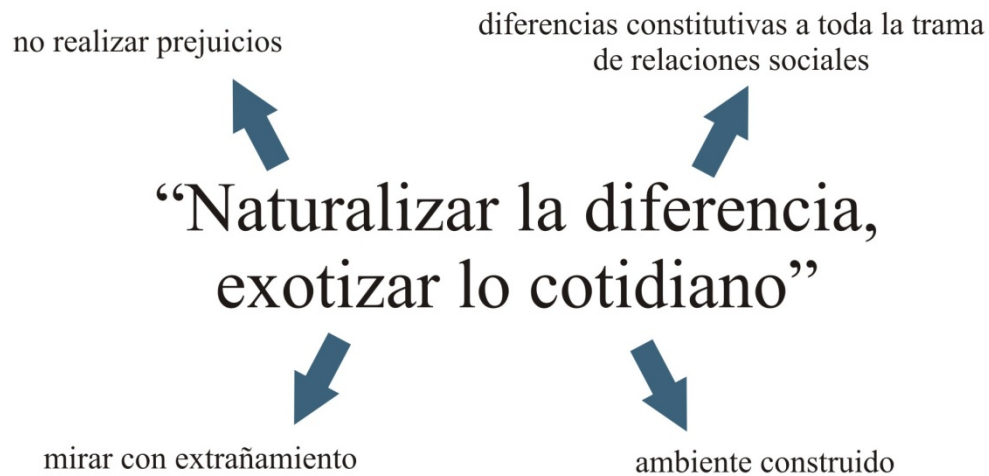 no realizar prejuicios
diferencias constitutivas a toda la trama
de relaciones sociales
“Naturalizar la diferencia,
exotizar lo cotidiano”
mirar con extrañamiento
ambiente construido